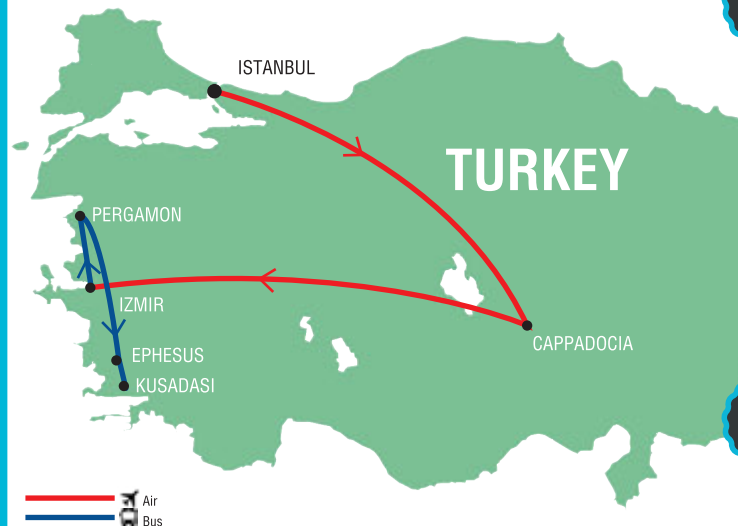 ISTANBUL
TURKEY
PERGAMON
IZMIR
CAPPADOCIA
EPHESUS
KUSADASI
Air
Bus